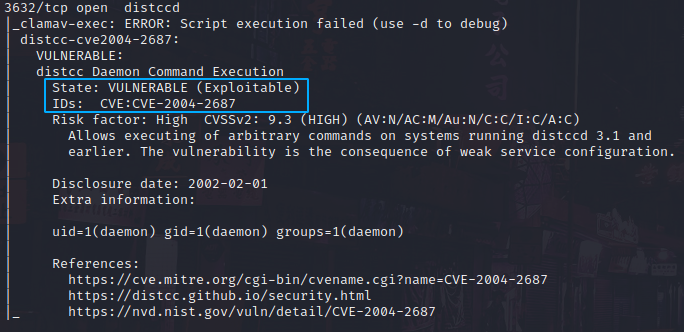 3632/tcp open  distccd
|_clamav-exec: ERROR: Script execution failed (use -d to debug)
| distcc-cve2004-2687:
|   VULNERABLE:
|   distcc Daemon Command Execution
|     State: VULNERABLE (Exploitable)
|     IDs:  CVE:CVE-2004-2687
|     Risk factor: High  CVSSv2: 9.3 (HIGH) (AV:N/AC:M/Au:N/C:C/I:C/A:C)
|       Allows executing of arbitrary commands on systems running distccd 3.1 and
|       earlier. The vulnerability is the consequence of weak service configuration.
|
|     Disclosure date: 2002-02-01
|     Extra information:
|
|     uid=1(daemon) gid=1(daemon) groups=1(daemon)
|
|     References:
|       https://cve.mitre.org/cgi-bin/cvename.cgi?name=CVE-2004-2687
|       https://distcc.github.io/security.html
|_      https://nvd.nist.gov/vuln/detail/CVE-2004-2687